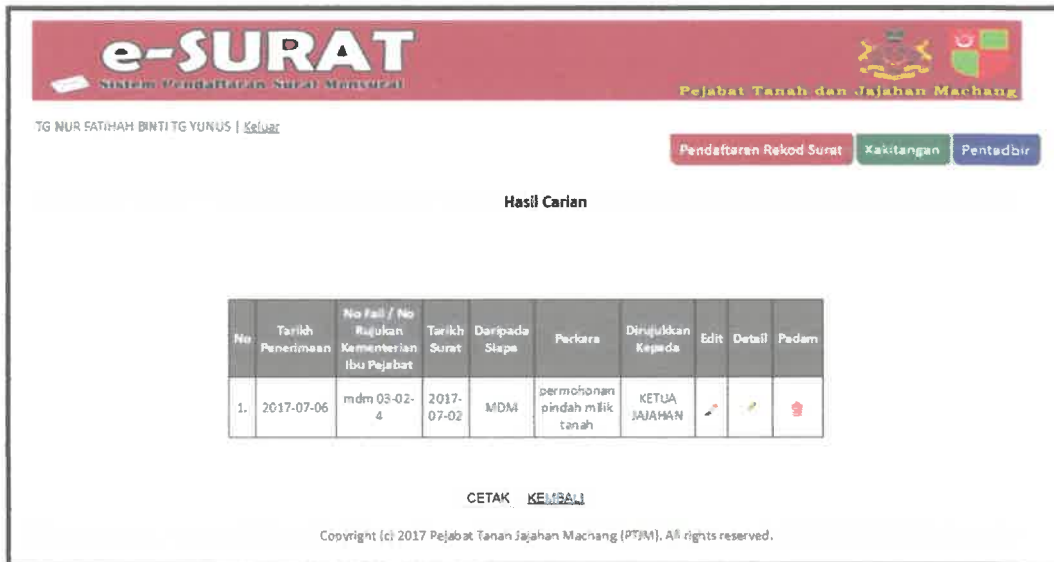 e-SURAT
Sistem Pendaftaran Surat Menyurat
Pejabat Tanah dan Jajahan Machang
TG NUR FATIHAH BINTI TG YUNUS | Keluar
Pendaftaran Rekod Surat Kakitangan Pentadbir
Hasil Carian
No Tarikh Penerimaan No Fail / No Rujukan Kementerian Ibu Pejabat Tarikh Surat Daripada Siapa Perkara Dirujukkan Kepada Edit Detail Padam
1. 2017-07-06 mdm 03-02-4 2017-07-02 MDM permohonan pindah milik tanah KETUA JAJAHAN
CETAK KEMBALI
Copyright (c) 2017 Pejabat Tanah Jajahan Machang (PTJM). All rights reserved.